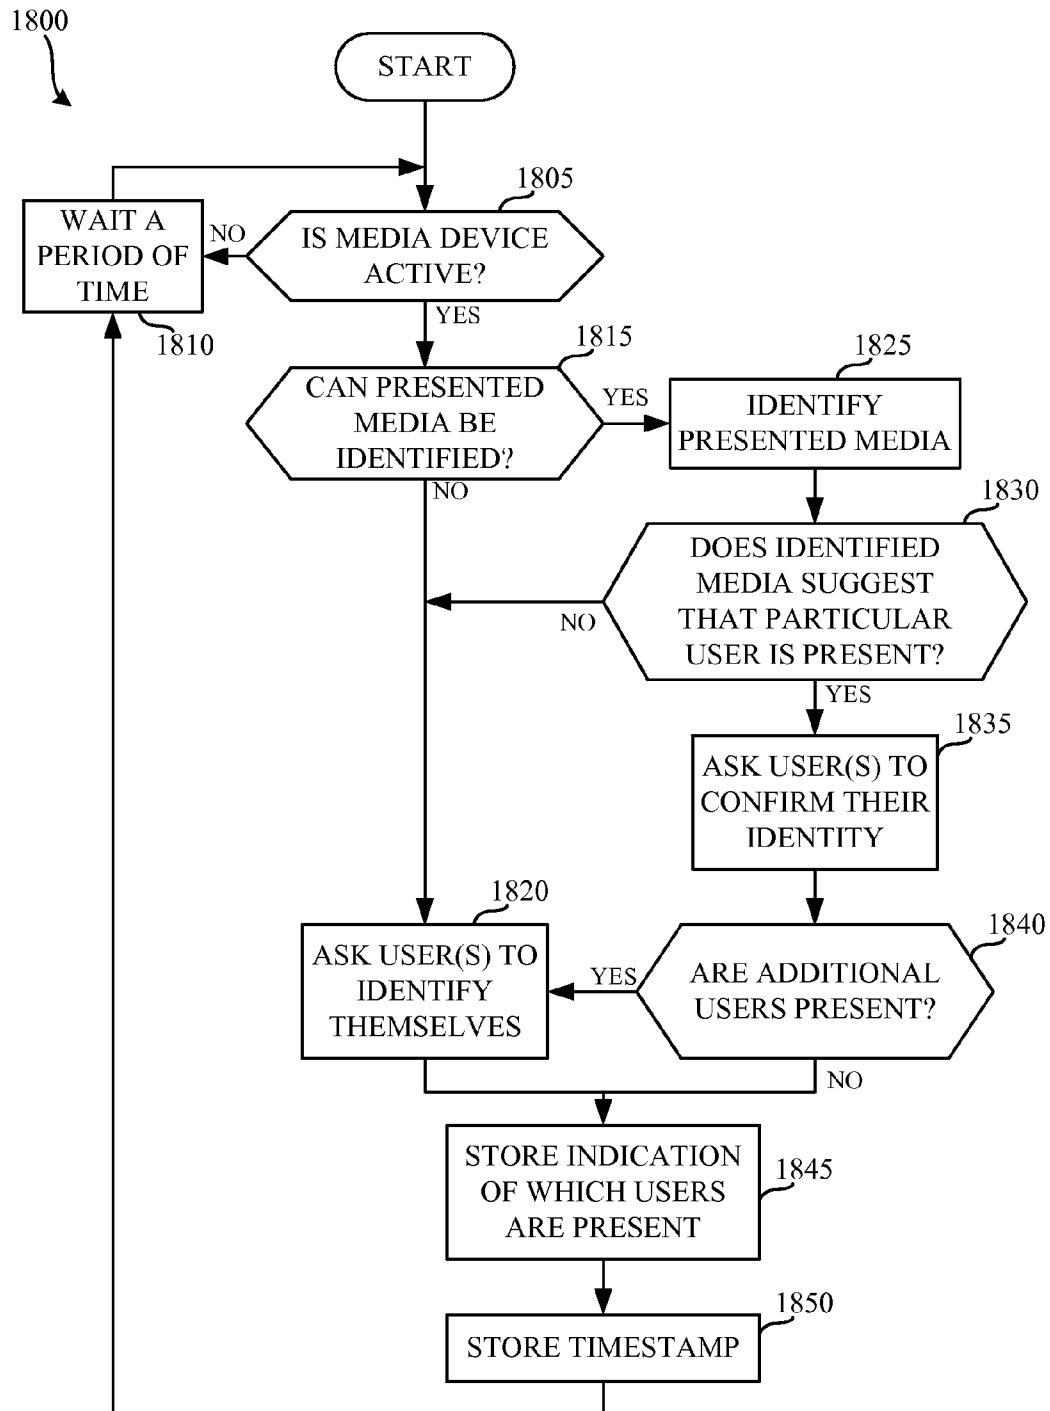 1800
START
1805
WAIT A
PERIOD OF
TIME
NO
IS MEDIA DEVICE
ACTIVE?
1810
YES
1815
CAN PRESENTED
MEDIA BE
IDENTIFIED?
YES
1825
IDENTIFY
PRESENTED MEDIA
NO
1830
DOES IDENTIFIED
MEDIA SUGGEST
THAT PARTICULAR
USER IS PRESENT?
NO
YES
1835
ASK USER(S) TO
CONFIRM THEIR
IDENTITY
1820
ASK USER(S) TO
IDENTIFY
THEMSELVES
YES
1840
ARE ADDITIONAL
USERS PRESENT?
NO
STORE INDICATION
OF WHICH USERS
ARE PRESENT
1845
1850
STORE TIMESTAMP